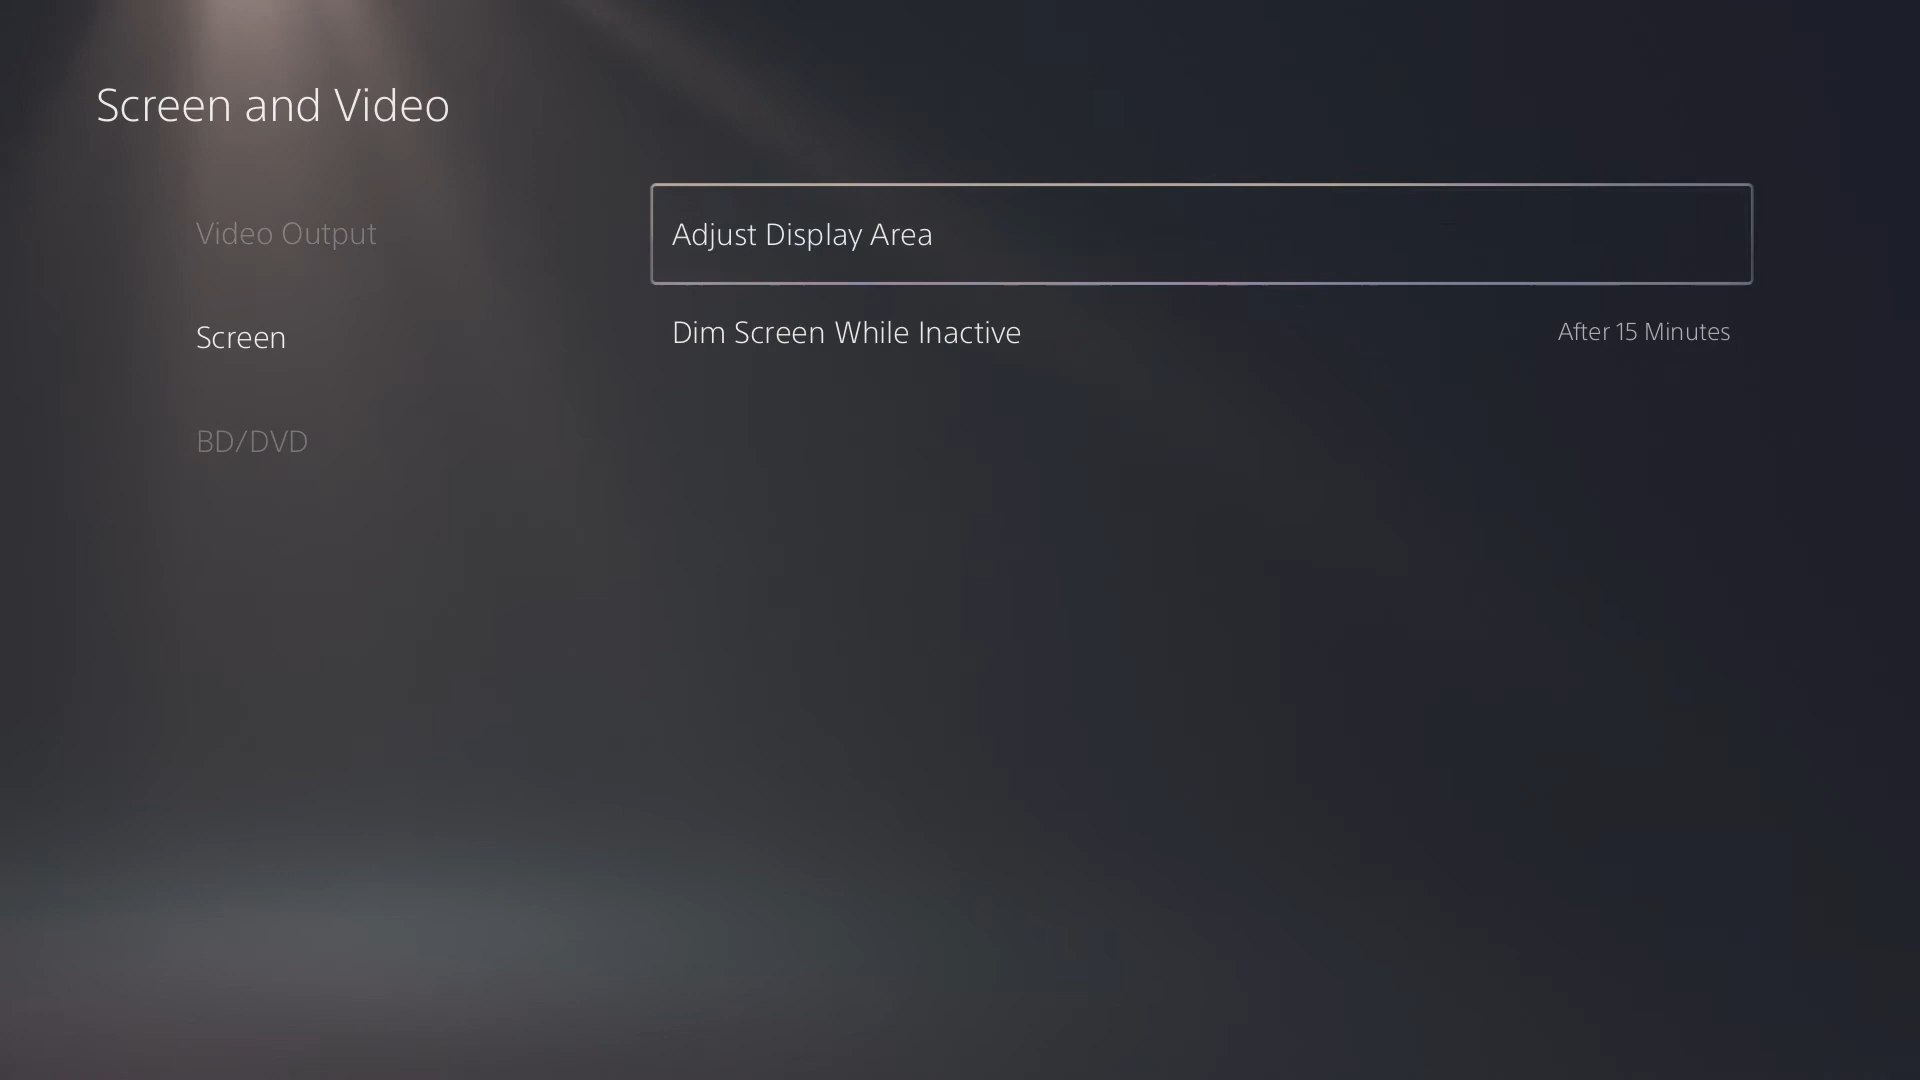 Screen and Video
Video Output
Screen
BD/DVD
Adjust Display Area
Dim Screen While Inactive
After 15 Minutes